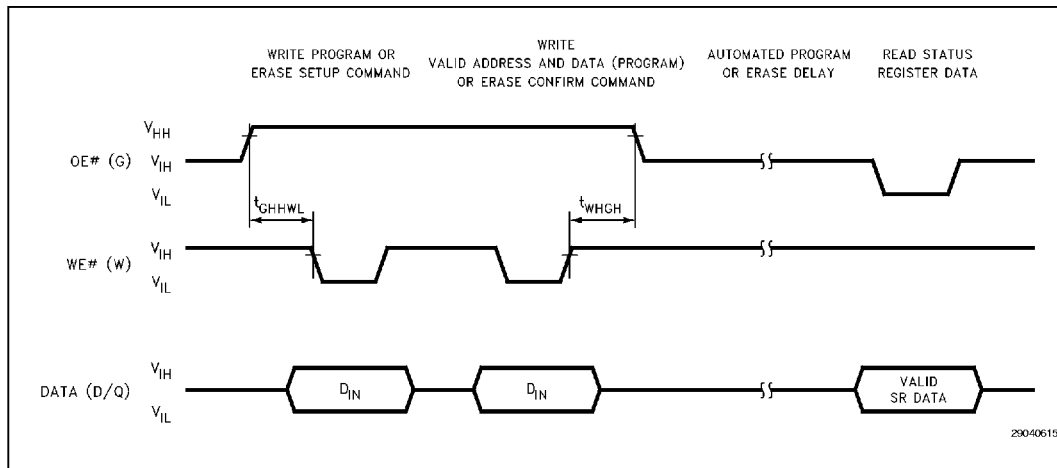 WRITE PROGRAM OR
ERASE SETUP COMMAND
WRITE
VALID ADDRESS AND DATA (PROGRAM)
OR ERASE CONFIRM COMMAND
AUTOMATED PROGRAM
OR ERASE DELAY
READ STATUS
REGISTER DATA
VHH
OE# (G)
VIH
VIL
tGHHWL
tWHGH
VIH
WE# (W)
VIL
VIH
DATA (D/Q)
DIN
DIN
VALID
SR DATA
VIL
29040615